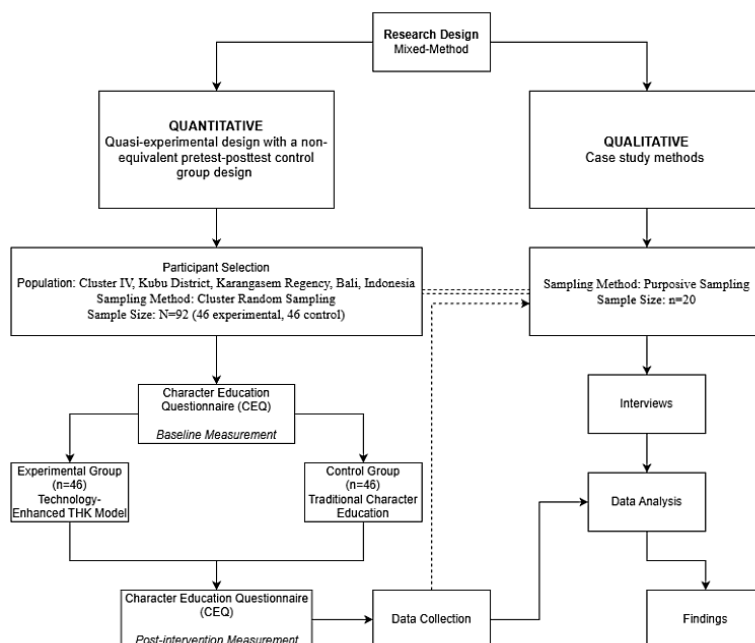 Research Design
Mixed-Method
QUANTITATIVE
Quasi-experimental design with a non-
equivalent pretest-posttest control
group design
QUALITATIVE
Case study methods
Participant Selection
Population: Cluster IV, Kubu District, Karangasem Regency, Bali, Indonesia
Sampling Method: Cluster Random Sampling
Sample Size: N=92 (46 experimental, 46 control)
Sampling Method: Purposive Sampling
Sample Size: n=20
Character Education
Questionnaire (CEQ)
Baseline Measurement
Interviews
Experimental Group
(n=46)
Technology-
Enhanced THK Model
Control Group
(n=46)
Traditional Character
Education
Data Analysis
Character Education Questionnaire
(CEQ)
Post-intervention Measurement
Data Collection
Findings